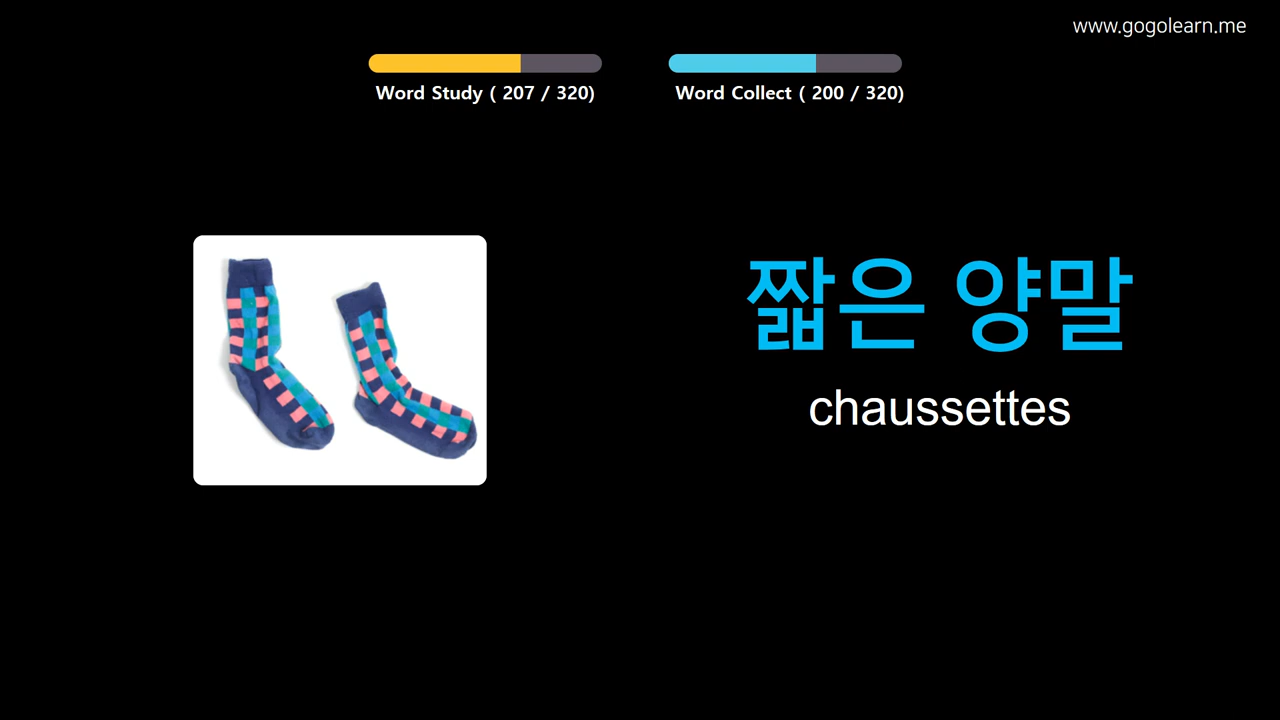 www.gogolearn.me
Word Study ( 207 / 320)
Word Collect ( 200 / 320)
짧은 양말
chaussettes